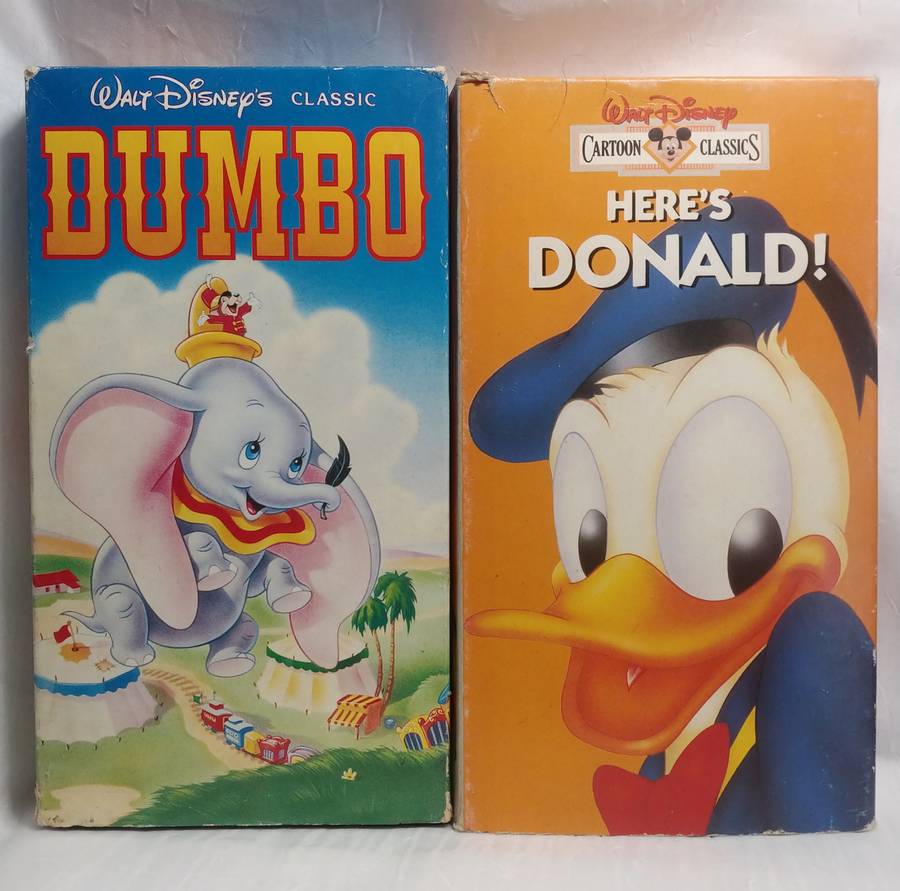 WALT DISNEY'S CLASSIC
DUMBO
WALT DISNEY
CARTOON CLASSICS
HERE'S
DONALD!